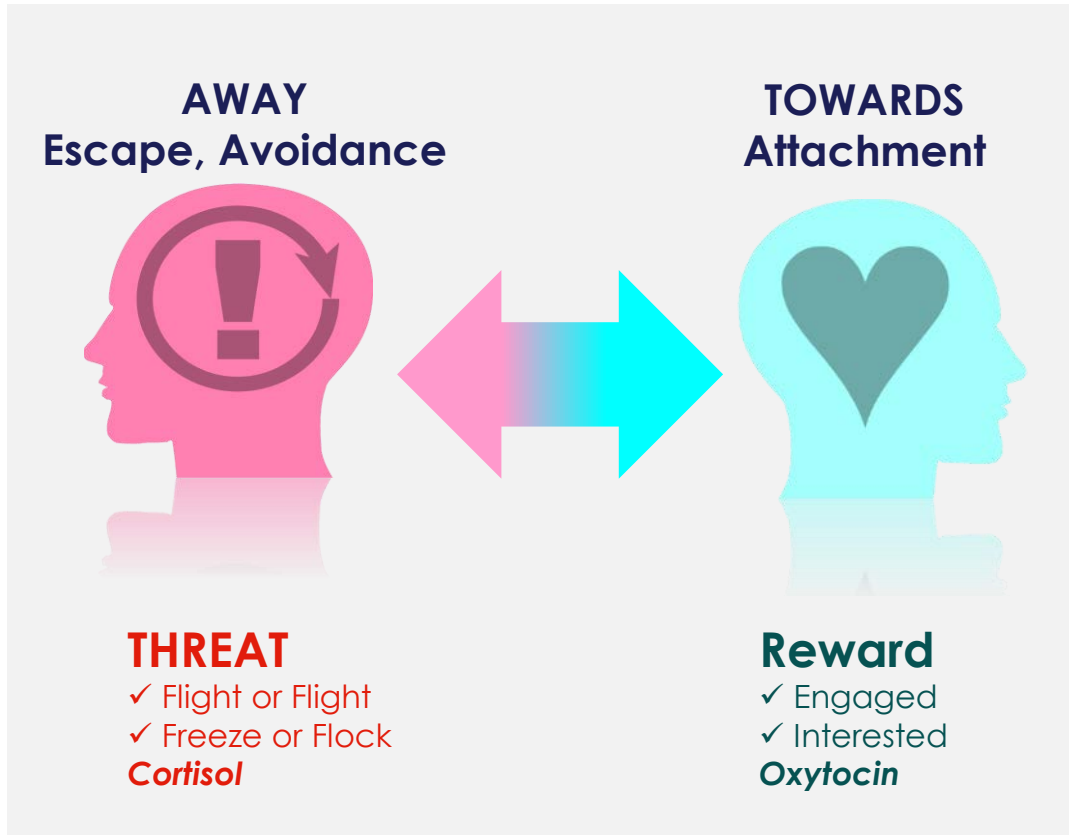 AWAY
Escape, Avoidance
TOWARDS
Attachment
!
THREAT
✓ Flight or Flight
✓ Freeze or Flock
Cortisol
Reward
✓ Engaged
✓ Interested
Oxytocin